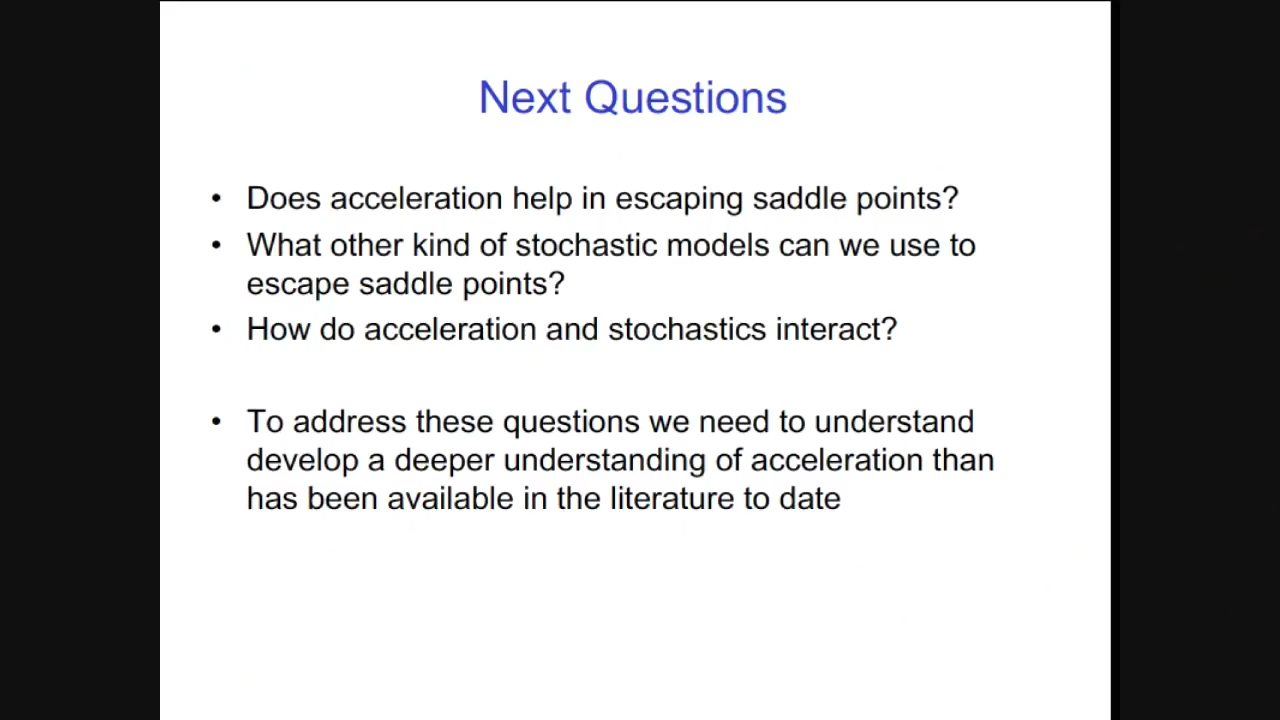 Next Questions
• Does acceleration help in escaping saddle points?
• What other kind of stochastic models can we use to
escape saddle points?
• How do acceleration and stochastics interact?
• To address these questions we need to understand
develop a deeper understanding of acceleration than
has been available in the literature to date